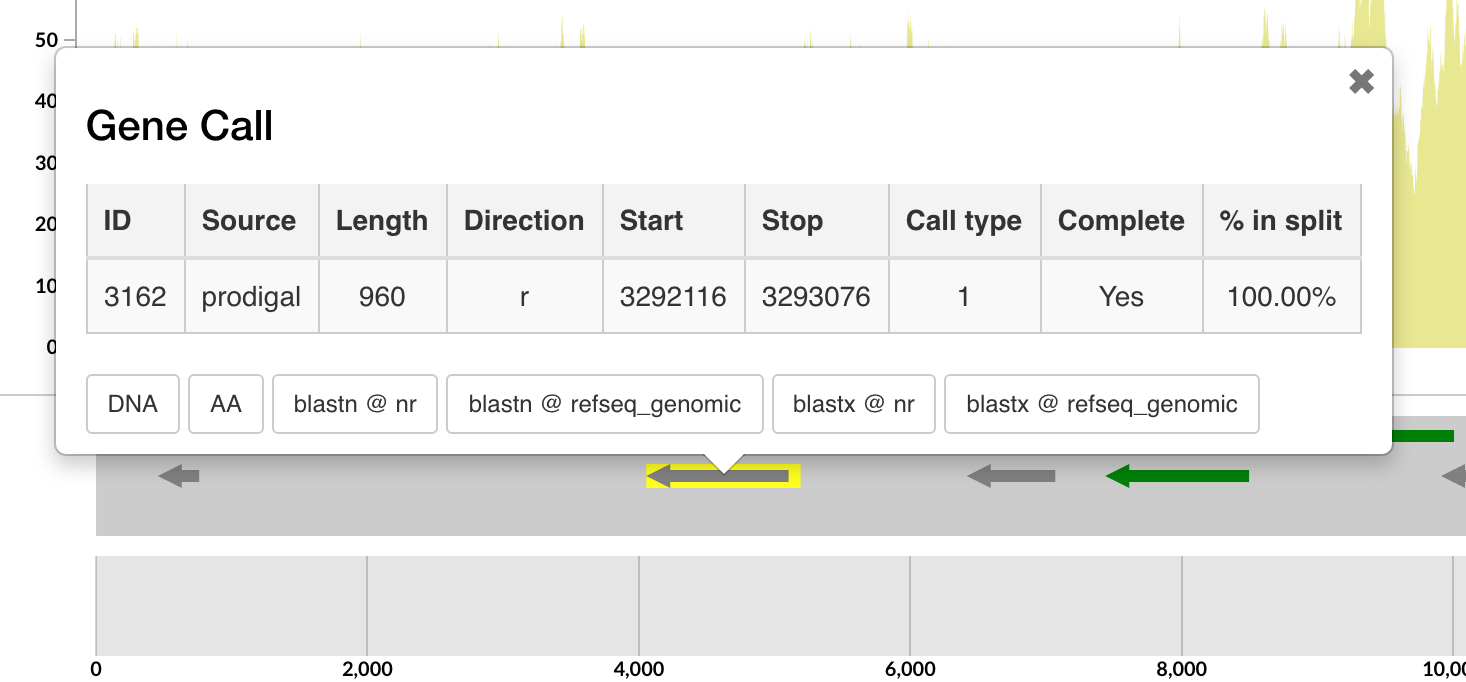 50
40
30
20
10
0
Gene Call
ID Source Length Direction Start Stop Call type Complete % in split
3162 prodigal 960 r 3292116 3293076 1 Yes 100.00%
DNA AA blastn @ nr blastn @ refseq_genomic blastx @ nr blastx @ refseq_genomic
0 2,000 4,000 6,000 8,000 10,00